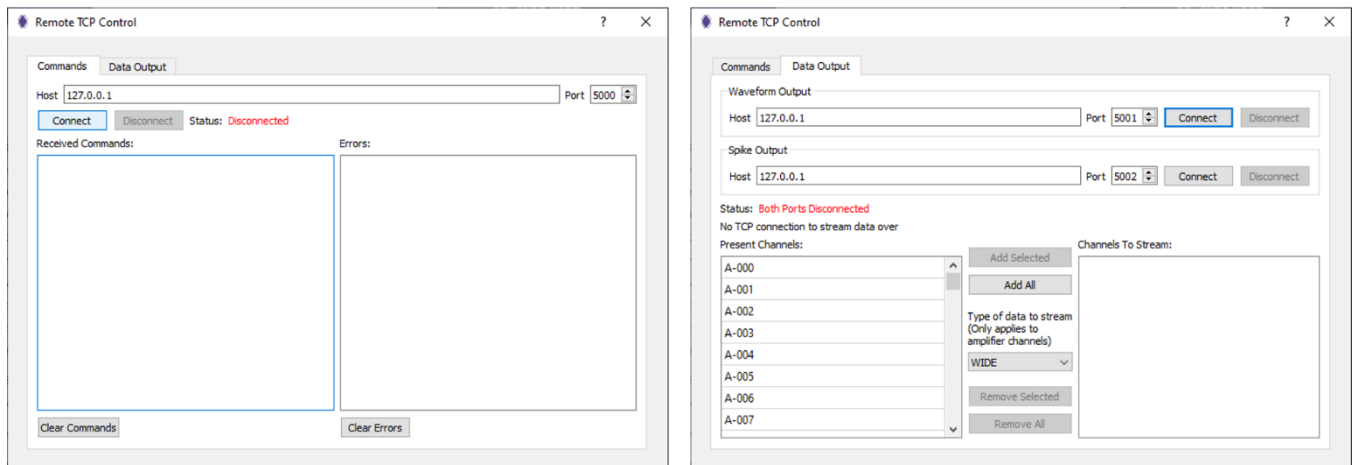 Remote TCP Control
Commands
Data Output
Host 127.0.0.1 Port 5000
Connect Disconnect Status: Disconnected
Received Commands:
Errors:
Clear Commands
Clear Errors
Remote TCP Control
Commands
Data Output
Waveform Output
Host 127.0.0.1 Port 5001 Connect Disconnect
Spike Output
Host 127.0.0.1 Port 5002 Connect Disconnect
Status: Both Ports Disconnected
No TCP connection to stream data over
Present Channels:
A-000
A-001
A-002
A-003
A-004
A-005
A-006
A-007
Add Selected
Add All
Type of data to stream
(Only applies to
amplifier channels)
WIDE
Remove Selected
Remove All
Channels To Stream: